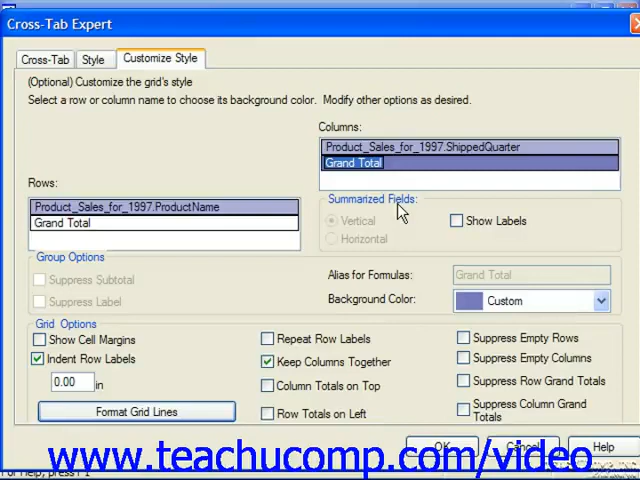 Cross-Tab Expert
Cross-Tab Style Customize Style
(Optional) Customize the grid's style
Select a row or column name to choose its background color. Modify other options as desired.
Columns:
Product_Sales_for_1997.ShippedQuarter
Grand Total
Rows:
Product_Sales_for_1997.ProductName
Grand Total
Summarized Fields:
Vertical
Horizontal
Show Labels
Group Options
Suppress Subtotal
Suppress Label
Alias for Formulas: Grand Total
Background Color: Custom
Grid Options
Show Cell Margins
Indent Row Labels
0.00 in
Format Grid Lines
Repeat Row Labels
Keep Columns Together
Column Totals on Top
Row Totals on Left
Suppress Empty Rows
Suppress Empty Columns
Suppress Row Grand Totals
Suppress Column Grand
Totals
OK Cancel Help
www.teachucomp.com/video
For Help, press F1